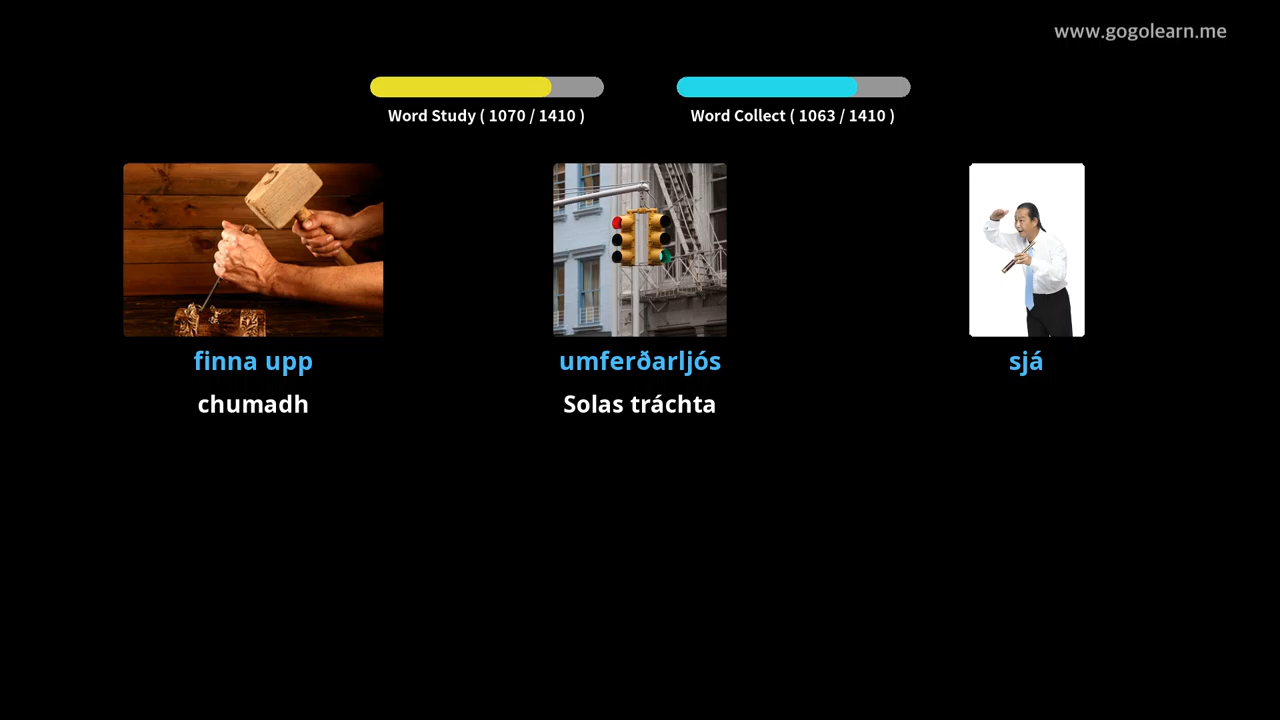 www.gogolearn.me
Word Study ( 1070 / 1410 )
Word Collect ( 1063 / 1410 )
finna upp
chumadh
umferðarljós
Solas tráchta
sjá